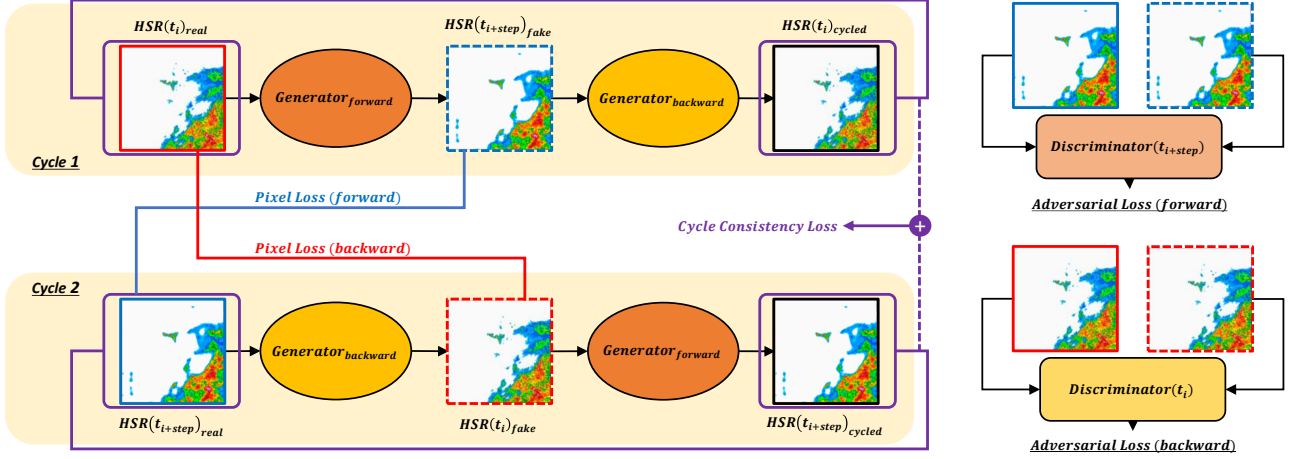 HSR(t_i)_real
HSR(t_{i+step})_fake
HSR(t_i)_cycled
Generator_forward
Generator_backward
Cycle 1
Pixel Loss (forward)
Pixel Loss (backward)
Cycle Consistency Loss
+
Cycle 2
Generator_backward
Generator_forward
HSR(t_{i+step})_real
HSR(t_i)_fake
HSR(t_{i+step})_cycled
Discriminator(t_{i+step})
Adversarial Loss (forward)
Discriminator(t_i)
Adversarial Loss (backward)